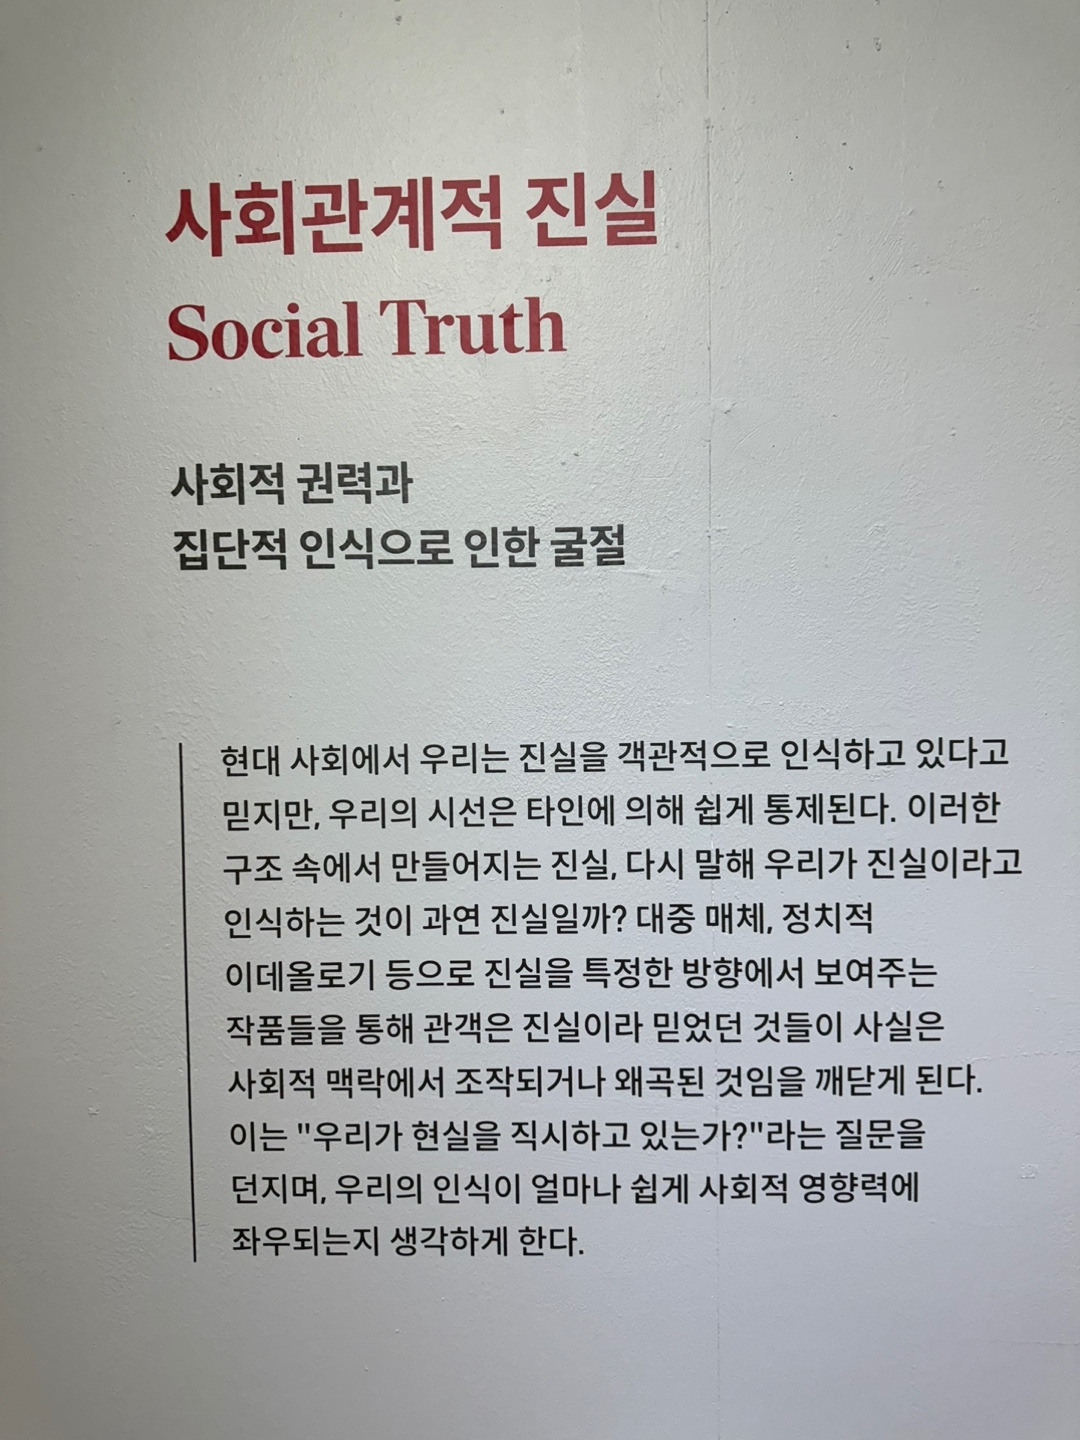 사회관계적 진실
Social Truth
사회적 권력과
집단적 인식으로 인한 굴절
현대 사회에서 우리는 진실을 객관적으로 인식하고 있다고
믿지만, 우리의 시선은 타인에 의해 쉽게 통제된다. 이러한
구조 속에서 만들어지는 진실, 다시 말해 우리가 진실이라고
인식하는 것이 과연 진실일까? 대중 매체, 정치적
이데올로기 등으로 진실을 특정한 방향에서 보여주는
작품들을 통해 관객은 진실이라 믿었던 것들이 사실은
사회적 맥락에서 조작되거나 왜곡된 것임을 깨닫게 된다.
이는 "우리가 현실을 직시하고 있는가?"라는 질문을
던지며, 우리의 인식이 얼마나 쉽게 사회적 영향력에
좌우되는지 생각하게 한다.